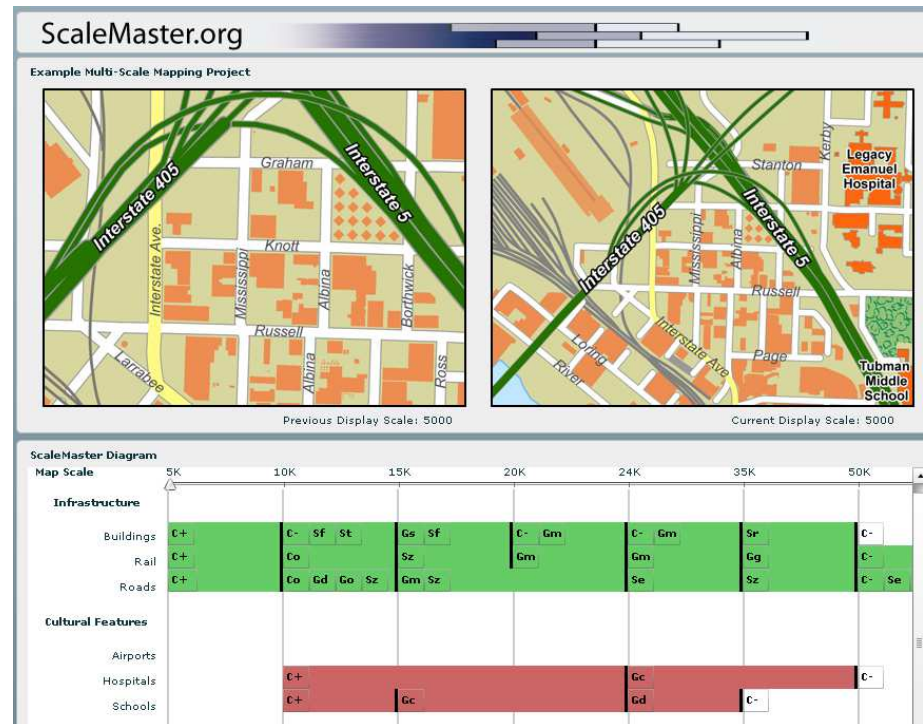 ScaleMaster.org
Example Multi-Scale Mapping Project
Graham
Interstate 405
Interstate 5
Interstate Ave.
Knott
Mississippi
Albina
Borthwick
Russell
Larrabee
Albina
Ross
Previous Display Scale: 5000
Kerby
Legacy
Emanuel
Hospital
Stanton
Interstate 405
Interstate 5
Mississippi
Albina
Russell
Loring
River
Interstate Ave
Page
Tubman
Middle
School
Current Display Scale: 5000
ScaleMaster Diagram
Map Scale 5K 10K 15K 20K 24K 35K 50K
Infrastructure
Buildings C+ C- Sf St Gs Sf C- Gm C- Gm Sr C-
Rail C+ Co Sz Gm Gm Gg C-
Roads C+ Co Gd Go Sz Gm Sz Se Sz C- Se
Cultural Features
Airports
Hospitals C+ Gc C-
Schools C+ Gc Gd C-